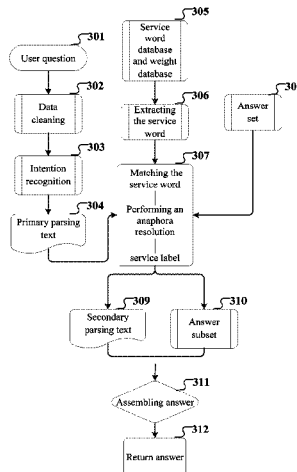 301
User question
302
Data
cleaning
303
Intention
recognition
304
Primary parsing
text
305
Service
word
database
and weight
database
306
Extracting
the service
word
307
Matching the
service word
Performing an
anaphora
resolution
service label
30
Answer
set
309
Secondary
parsing text
310
Answer
subset
311
Assembling answer
312
Return answer